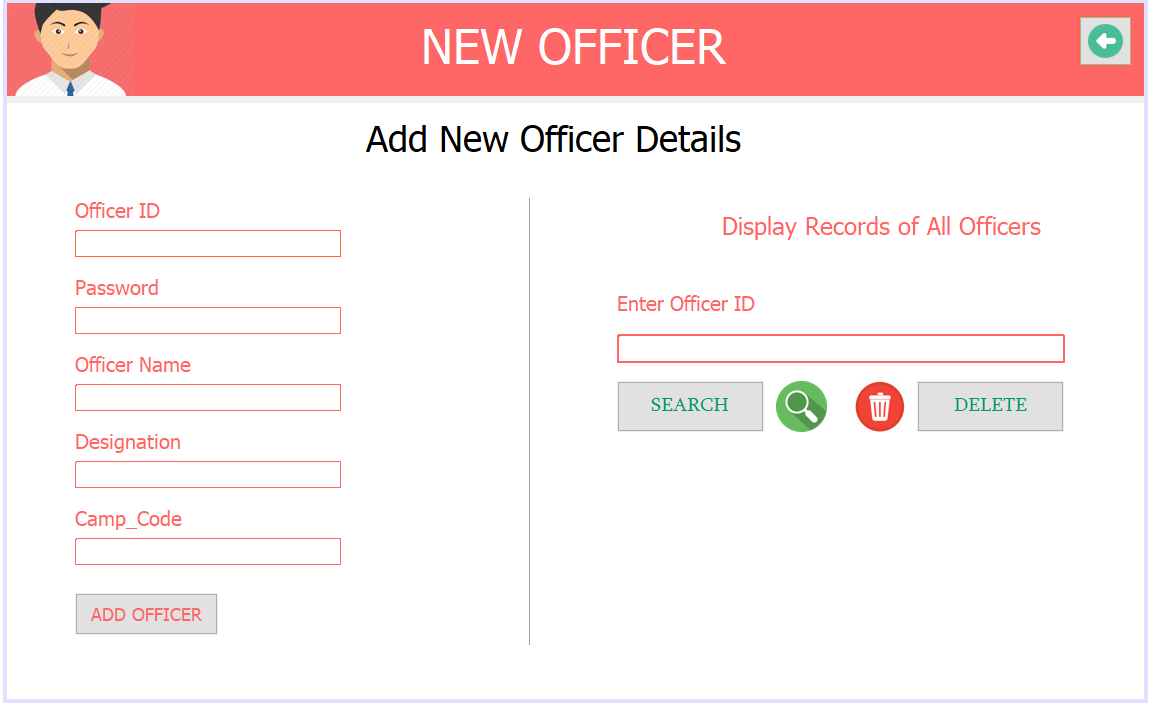 NEW OFFICER
Add New Officer Details
Officer ID
Password
Officer Name
Designation
Camp_Code
ADD OFFICER
Display Records of All Officers
Enter Officer ID
SEARCH
DELETE